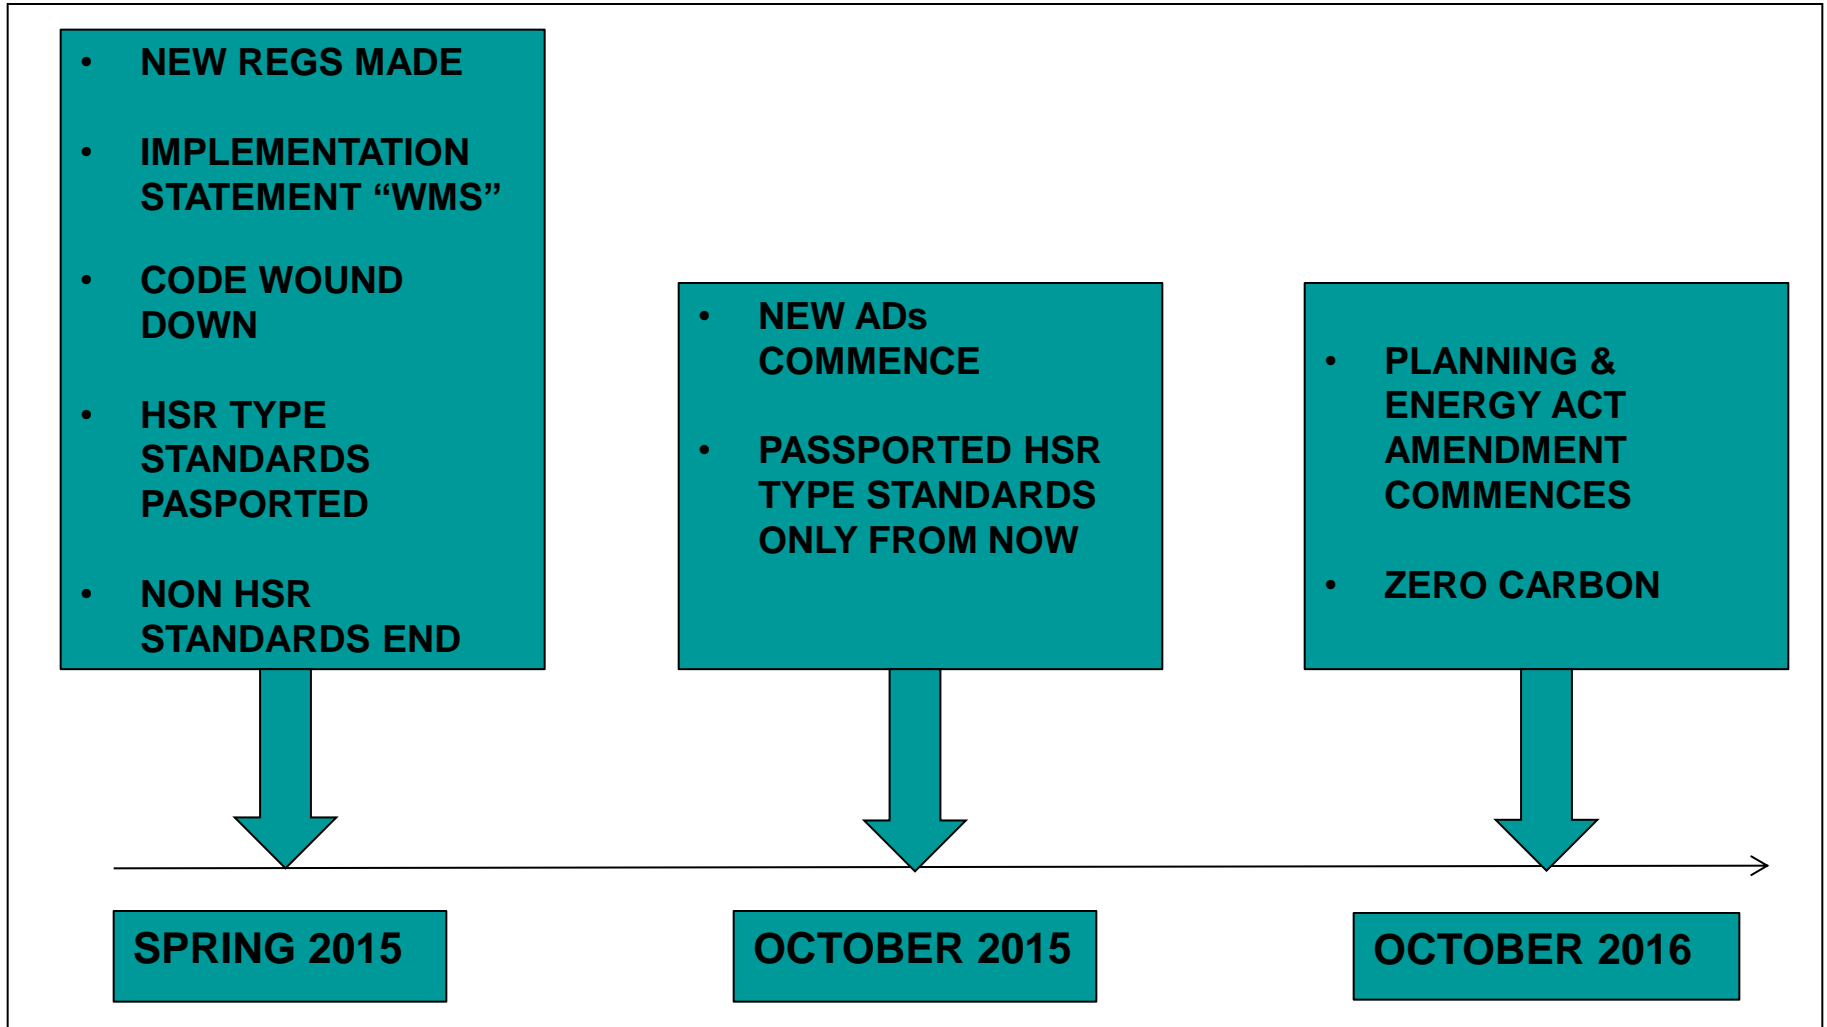 • NEW REGS MADE
• IMPLEMENTATION
STATEMENT “WMS”
• CODE WOUND
DOWN
• HSR TYPE
STANDARDS
PASPORTED
• NON HSR
STANDARDS END
• NEW ADs
COMMENCE
• PASSPORTED HSR
TYPE STANDARDS
ONLY FROM NOW
• PLANNING &
ENERGY ACT
AMENDMENT
COMMENCES
• ZERO CARBON
SPRING 2015
OCTOBER 2015
OCTOBER 2016